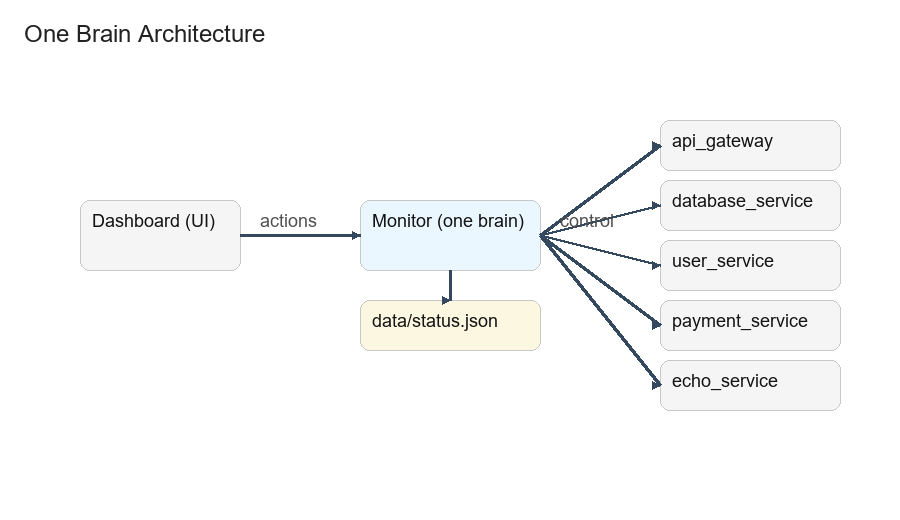 One Brain Architecture
Dashboard (UI)
actions
Monitor (one brain)
control
data/status.json
api_gateway
database_service
user_service
payment_service
echo_service